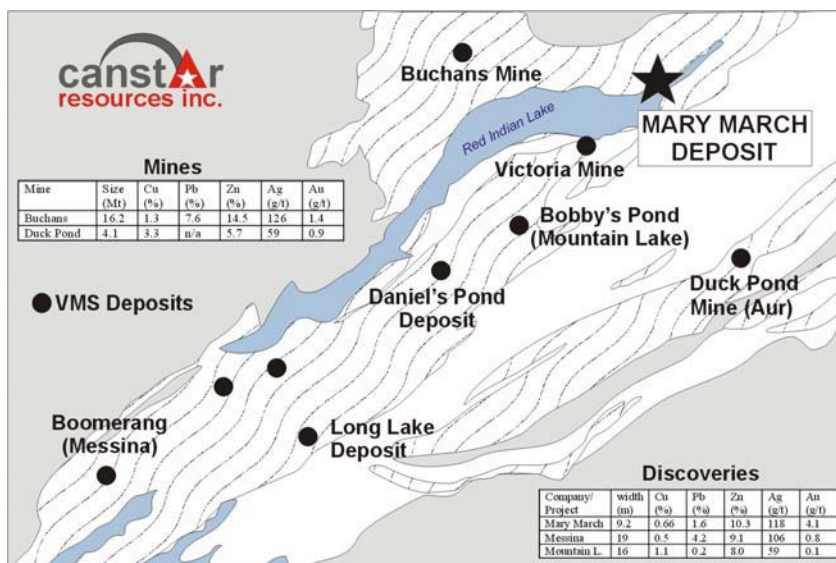 canstar
resources inc.
Buchans Mine
Red Indian Lake
MARY MARCH
DEPOSIT
Victoria Mine
Mines
Mine Size (Mt) Cu (%) Pb (%) Zn (%) Ag (g/t) Au (g/t)
Buchans 16.2 1.3 7.6 14.5 126 1.4
Duck Pond 4.1 3.3 n/a 5.7 59 0.9
Bobby's Pond
(Mountain Lake)
VMS Deposits
Daniel's Pond
Deposit
Duck Pond
Mine (Aur)
Boomerang
(Messina)
Long Lake
Deposit
Discoveries
Company/ Project width (m) Cu (%) Pb (%) Zn (%) Ag (g/t) Au (g/t)
Mary March 9.2 0.66 1.6 10.3 118 4.1
Messina 19 0.5 4.2 9.1 106 0.8
Mountain L. 16 1.1 0.2 8.0 59 0.1